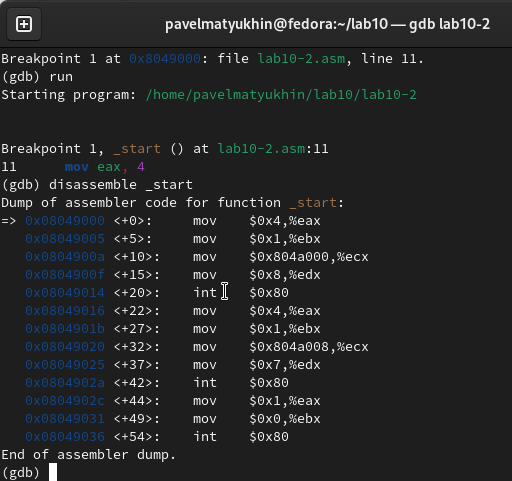 pavelmatyukhin@fedora:~/lab10 — gdb lab10-2
Breakpoint 1 at 0x8049000: file lab10-2.asm, line 11.
(gdb) run
Starting program: /home/pavelmatyukhin/lab10/lab10-2
Breakpoint 1, _start () at lab10-2.asm:11
11      mov eax, 4
(gdb) disassemble _start
Dump of assembler code for function _start:
=> 0x08049000 <+0>:     mov    $0x4,%eax
   0x08049005 <+5>:     mov    $0x1,%ebx
   0x0804900a <+10>:    mov    $0x804a000,%ecx
   0x0804900f <+15>:    mov    $0x8,%edx
   0x08049014 <+20>:    int    $0x80
   0x08049016 <+22>:    mov    $0x4,%eax
   0x0804901b <+27>:    mov    $0x1,%ebx
   0x08049020 <+32>:    mov    $0x804a008,%ecx
   0x08049025 <+37>:    mov    $0x7,%edx
   0x0804902a <+42>:    int    $0x80
   0x0804902c <+44>:    mov    $0x1,%eax
   0x08049031 <+49>:    mov    $0x0,%ebx
   0x08049036 <+54>:    int    $0x80
End of assembler dump.
(gdb)